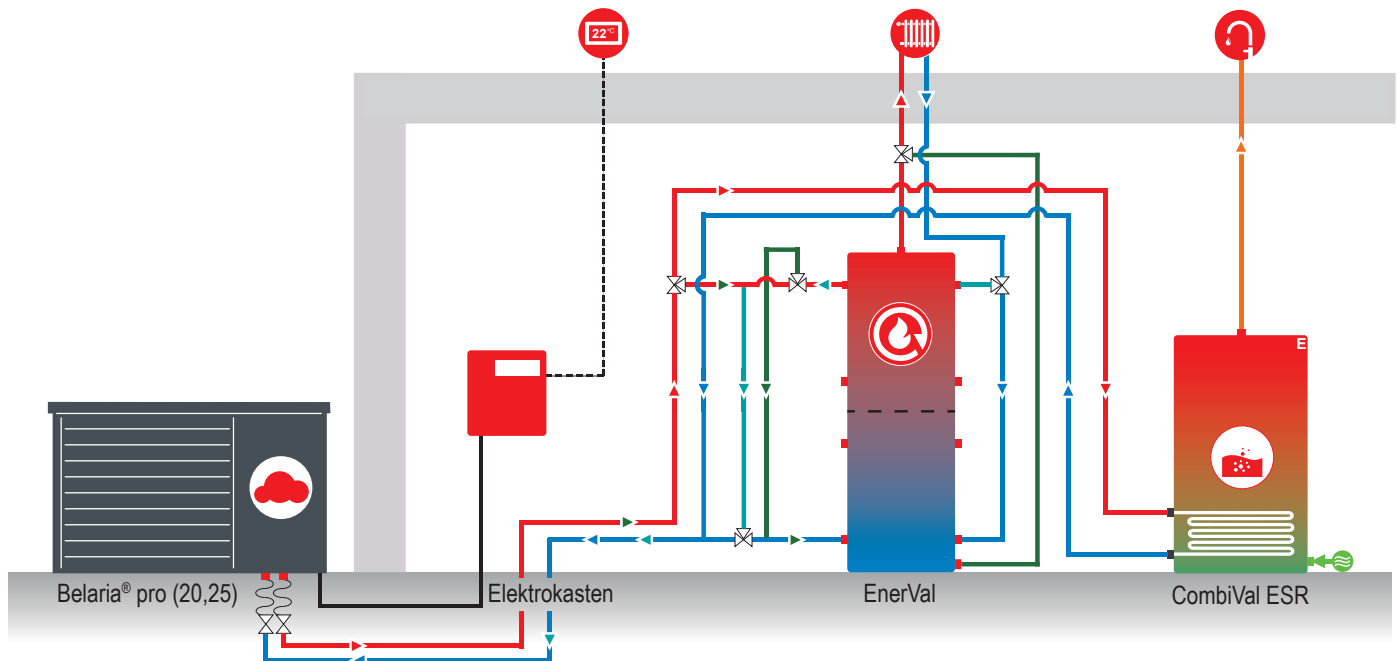 22°C
E
Belaria® pro (20,25)
Elektrokasten
EnerVal
CombiVal ESR